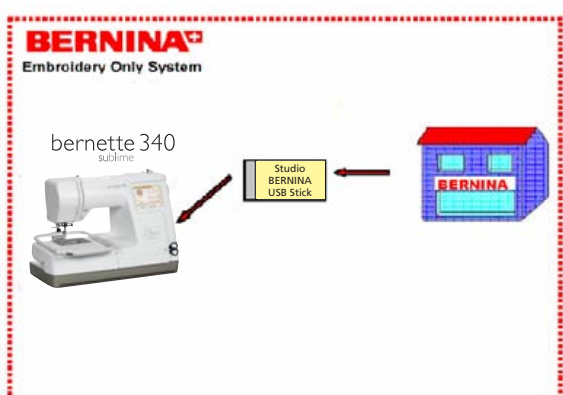 BERNINA+
Embroidery Only System
bernette 340
sublime
Studio
BERNINA
USB Stick
BERNINA